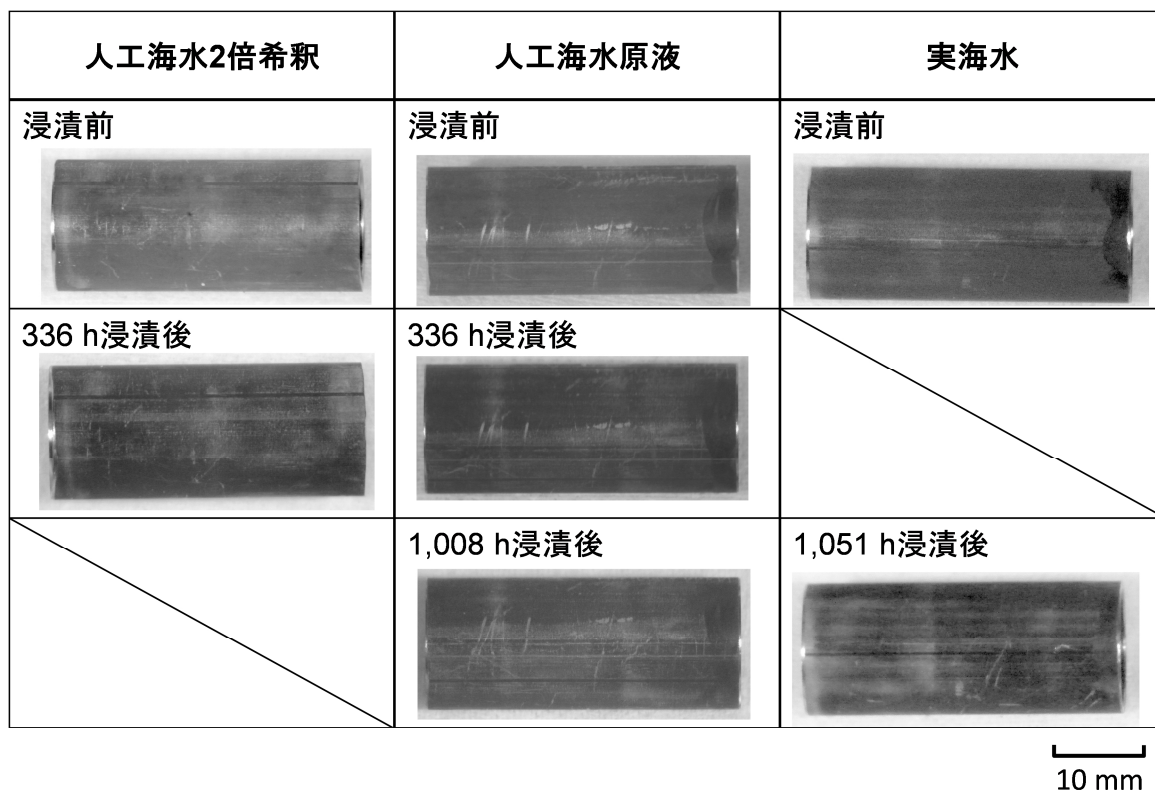 人工海水2倍希釈
人工海水原液
実海水
浸漬前
浸漬前
浸漬前
336 h浸漬後
336 h浸漬後
1,008 h浸漬後
1,051 h浸漬後
10 mm